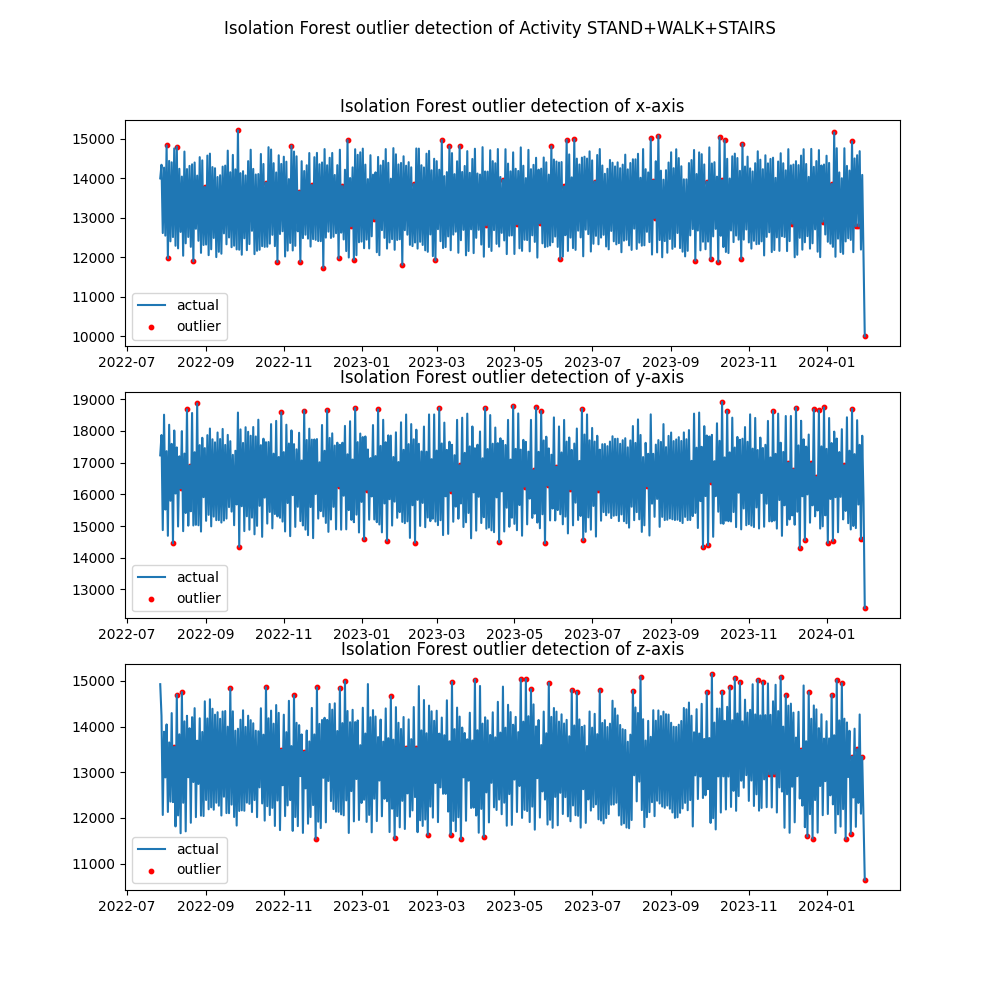 Isolation Forest outlier detection of Activity STAND+WALK+STAIRS
Isolation Forest outlier detection of x-axis
15000
14000
13000
12000
11000
10000
actual
outlier
2022-07 2022-09 2022-11 2023-01 2023-03 2023-05 2023-07 2023-09 2023-11 2024-01
Isolation Forest outlier detection of y-axis
19000
18000
17000
16000
15000
14000
13000
actual
outlier
2022-07 2022-09 2022-11 2023-01 2023-03 2023-05 2023-07 2023-09 2023-11 2024-01
Isolation Forest outlier detection of z-axis
15000
14000
13000
12000
11000
actual
outlier
2022-07 2022-09 2022-11 2023-01 2023-03 2023-05 2023-07 2023-09 2023-11 2024-01